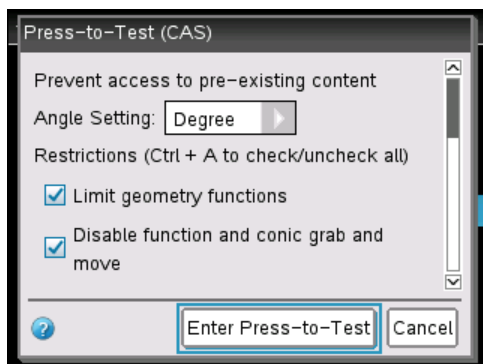 Press-to-Test (CAS)
Prevent access to pre-existing content
Angle Setting: Degree
Restrictions (Ctrl + A to check/uncheck all)
Limit geometry functions
Disable function and conic grab and
move
?
Enter Press-to-Test Cancel